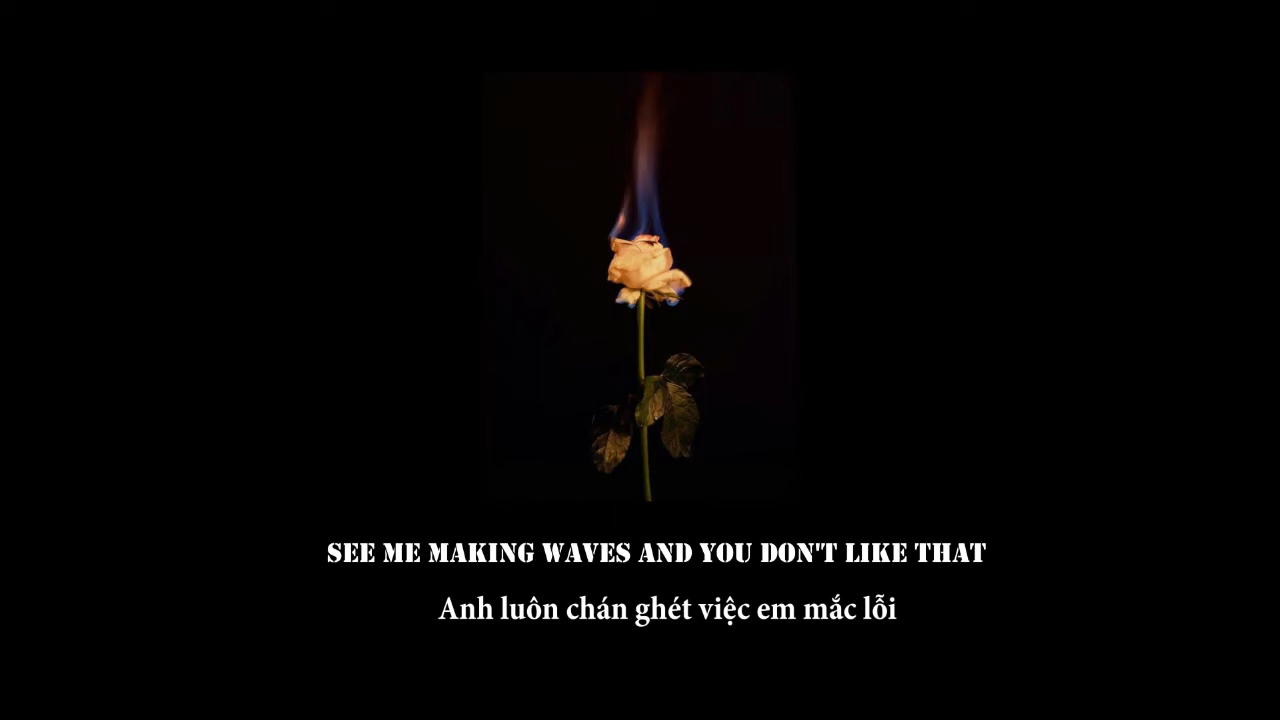 SEE ME MAKING WAVES AND YOU DON'T LIKE THAT
Anh luôn chán ghét việc em mắc lỗi